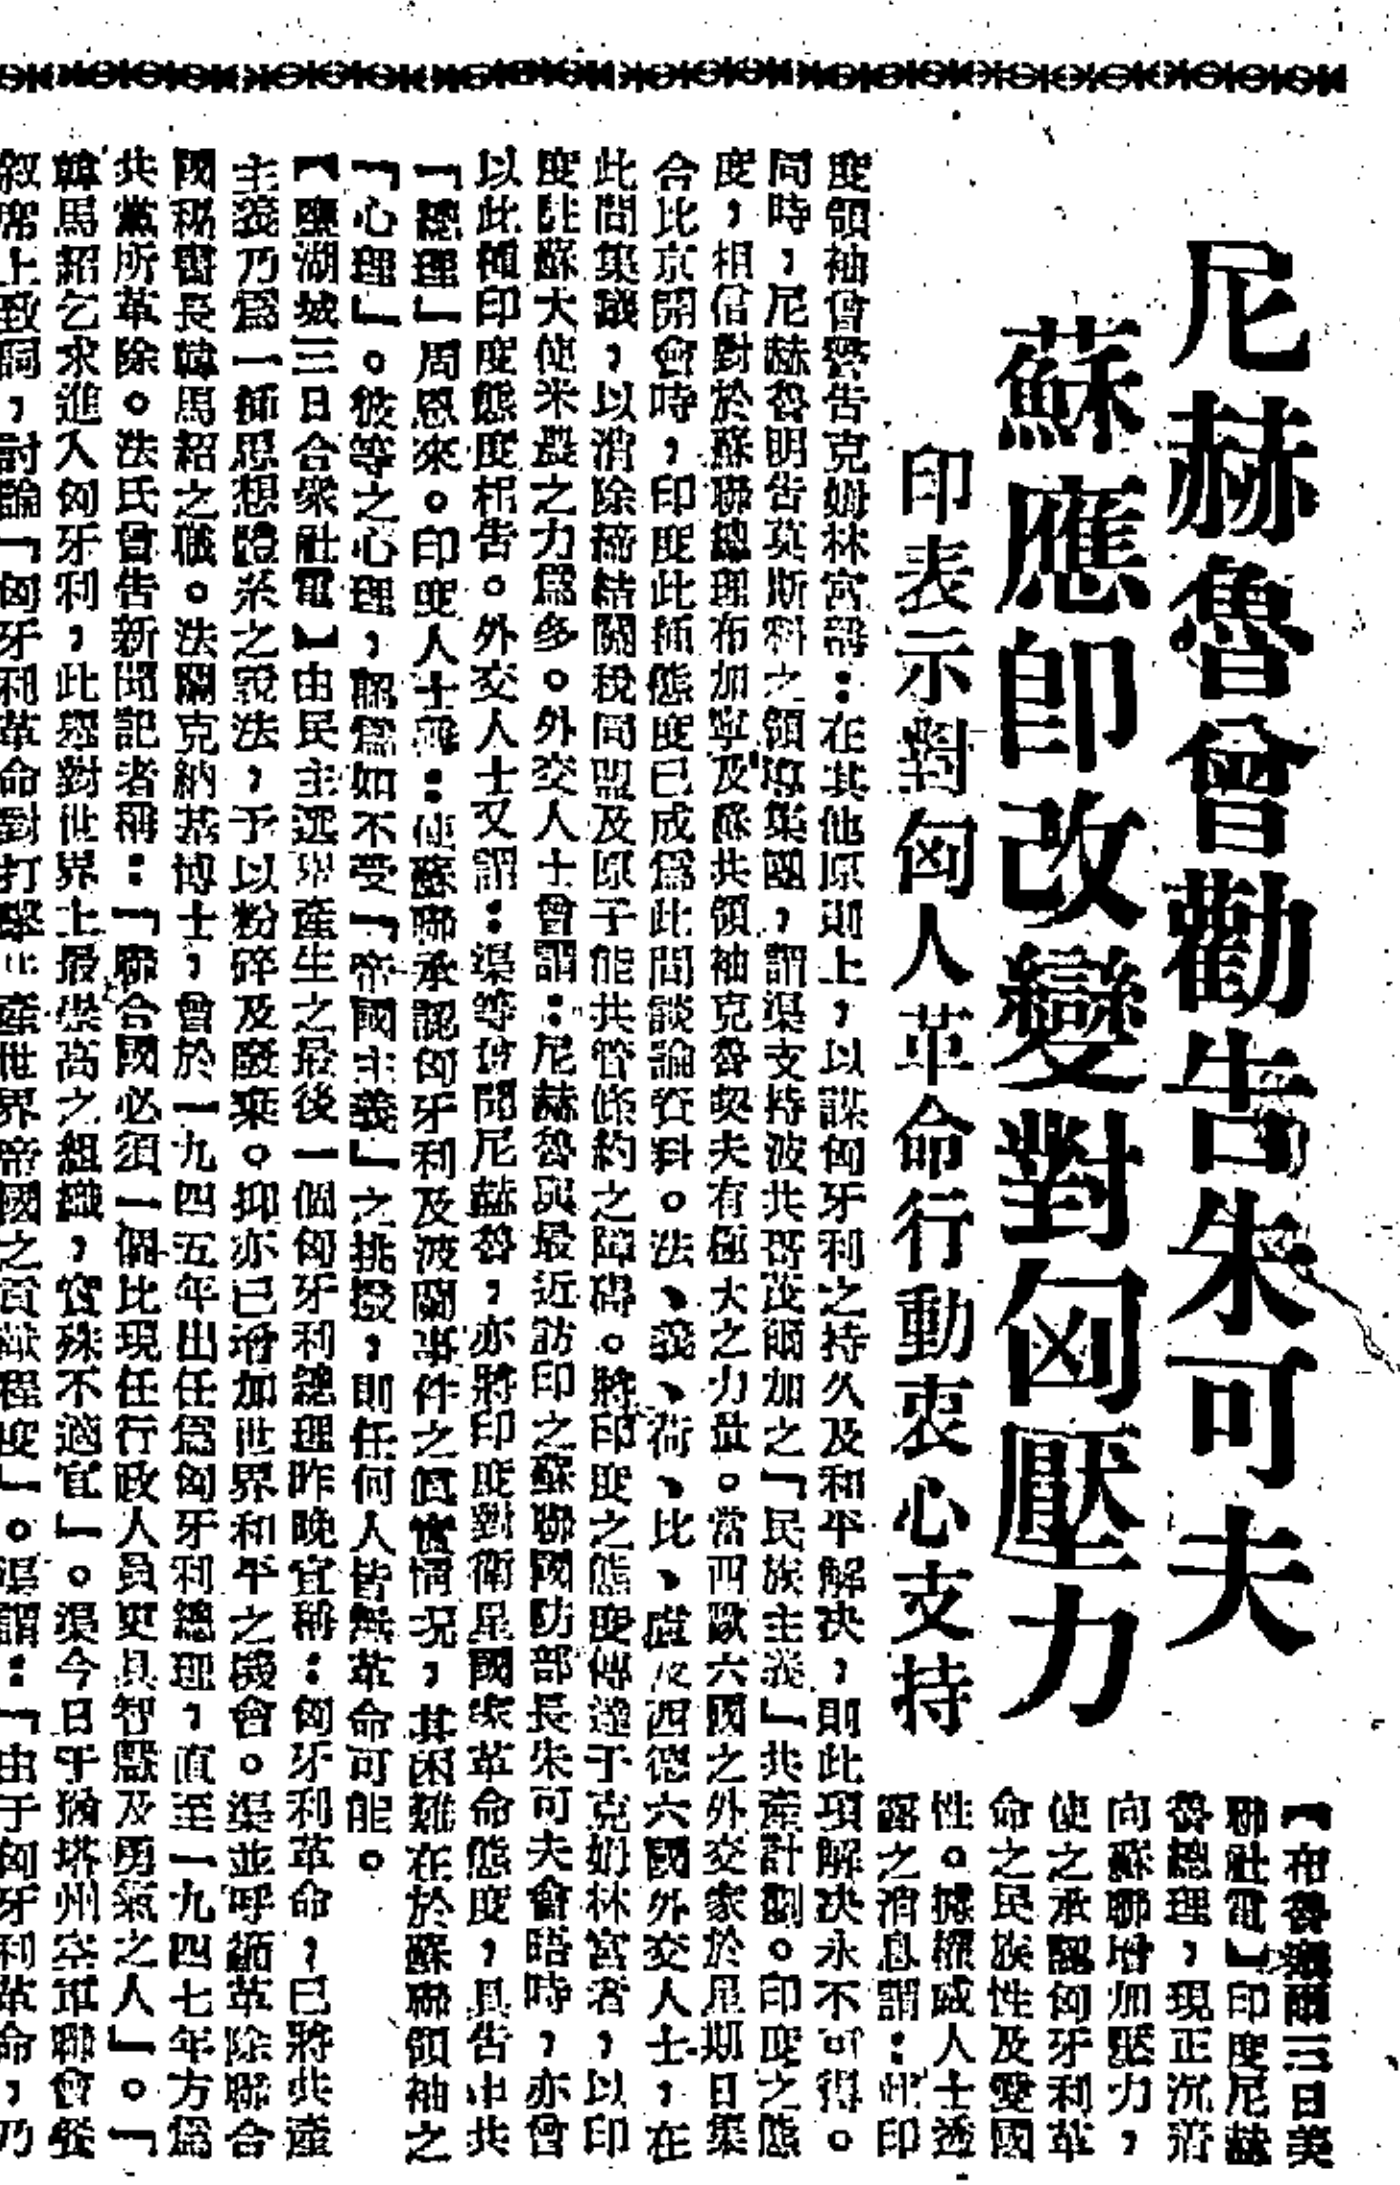 尼赫魯曾勸告朱可夫
蘇應即改變對匈壓力
印表示對匈人革命行動衷心支持
【布魯塞爾三日美
聯社電】印度尼赫
魯總理，現正沉着
向蘇聯增加壓力，
使之承認匈牙利革
命之民族性及愛國
性。據權威人士透
露之消息謂：此印
度領袖曾警告克姆林宮謂：在其他原則上，以謀匈牙利之持久及和平解決，則此項解決永不可得。
同時，尼赫魯明告莫斯科之領導集團，謂渠支持波共哥茂爾加之「民族主義」共產計劃。印度之態
度，相信對於蘇聯總理布加寧及蘇共領袖克魯契夫有極大之力量。當西歐六國之外交家於星期日集
合比京開會時，印度此種態度已成爲此間談論資料。法、義、荷、比、盧及西德六國外交人士，在
此間集議，以消除締結關稅同盟及原子能共管條約之障碍。將印度之態度傳達于克姆林宮者，以印
度駐蘇大使米農之力爲多。外交人士曾謂：尼赫魯與最近訪印之蘇聯國防部長朱可夫會晤時，亦曾
以此種印度態度相告。外交人士又謂：渠等曾聞尼赫魯，亦將印度對衛星國家革命態度，具告中共
「總理」周恩來。印度人士稱：使蘇聯承認匈牙利及波蘭事件之眞實情况，其困難在於蘇聯領袖之
「心理」。彼等之心理，認爲如不受「帝國主義」之挑撥，則任何人皆無革命可能。
【鹽湖城三日合衆社電】由民主選舉產生之最後一個匈牙利總理昨晚宣稱：匈牙利革命，已將共產
主義乃爲一種思想體系之說法，予以粉碎及廢棄。抑亦已增加世界和平之機會。渠並呼籲革除聯合
國秘書長韓馬紹之職。法蘭克納基博士，曾於一九四五年出任爲匈牙利總理，直至一九四七年方爲
共黨所革除。法氏曾告新聞記者稱：「聯合國必須一個比現任行政人員更具智慧及勇氣之人」。「
韓馬紹乞求進入匈牙利，此經對世界上最崇高之組織，實殊不適宜」。渠今日午猶塔州空軍聯會餐
叙席上致詞，討論「匈牙利革命對打擊共產世界帝國之貢獻程度」。渠謂：「由于匈牙利革命，乃